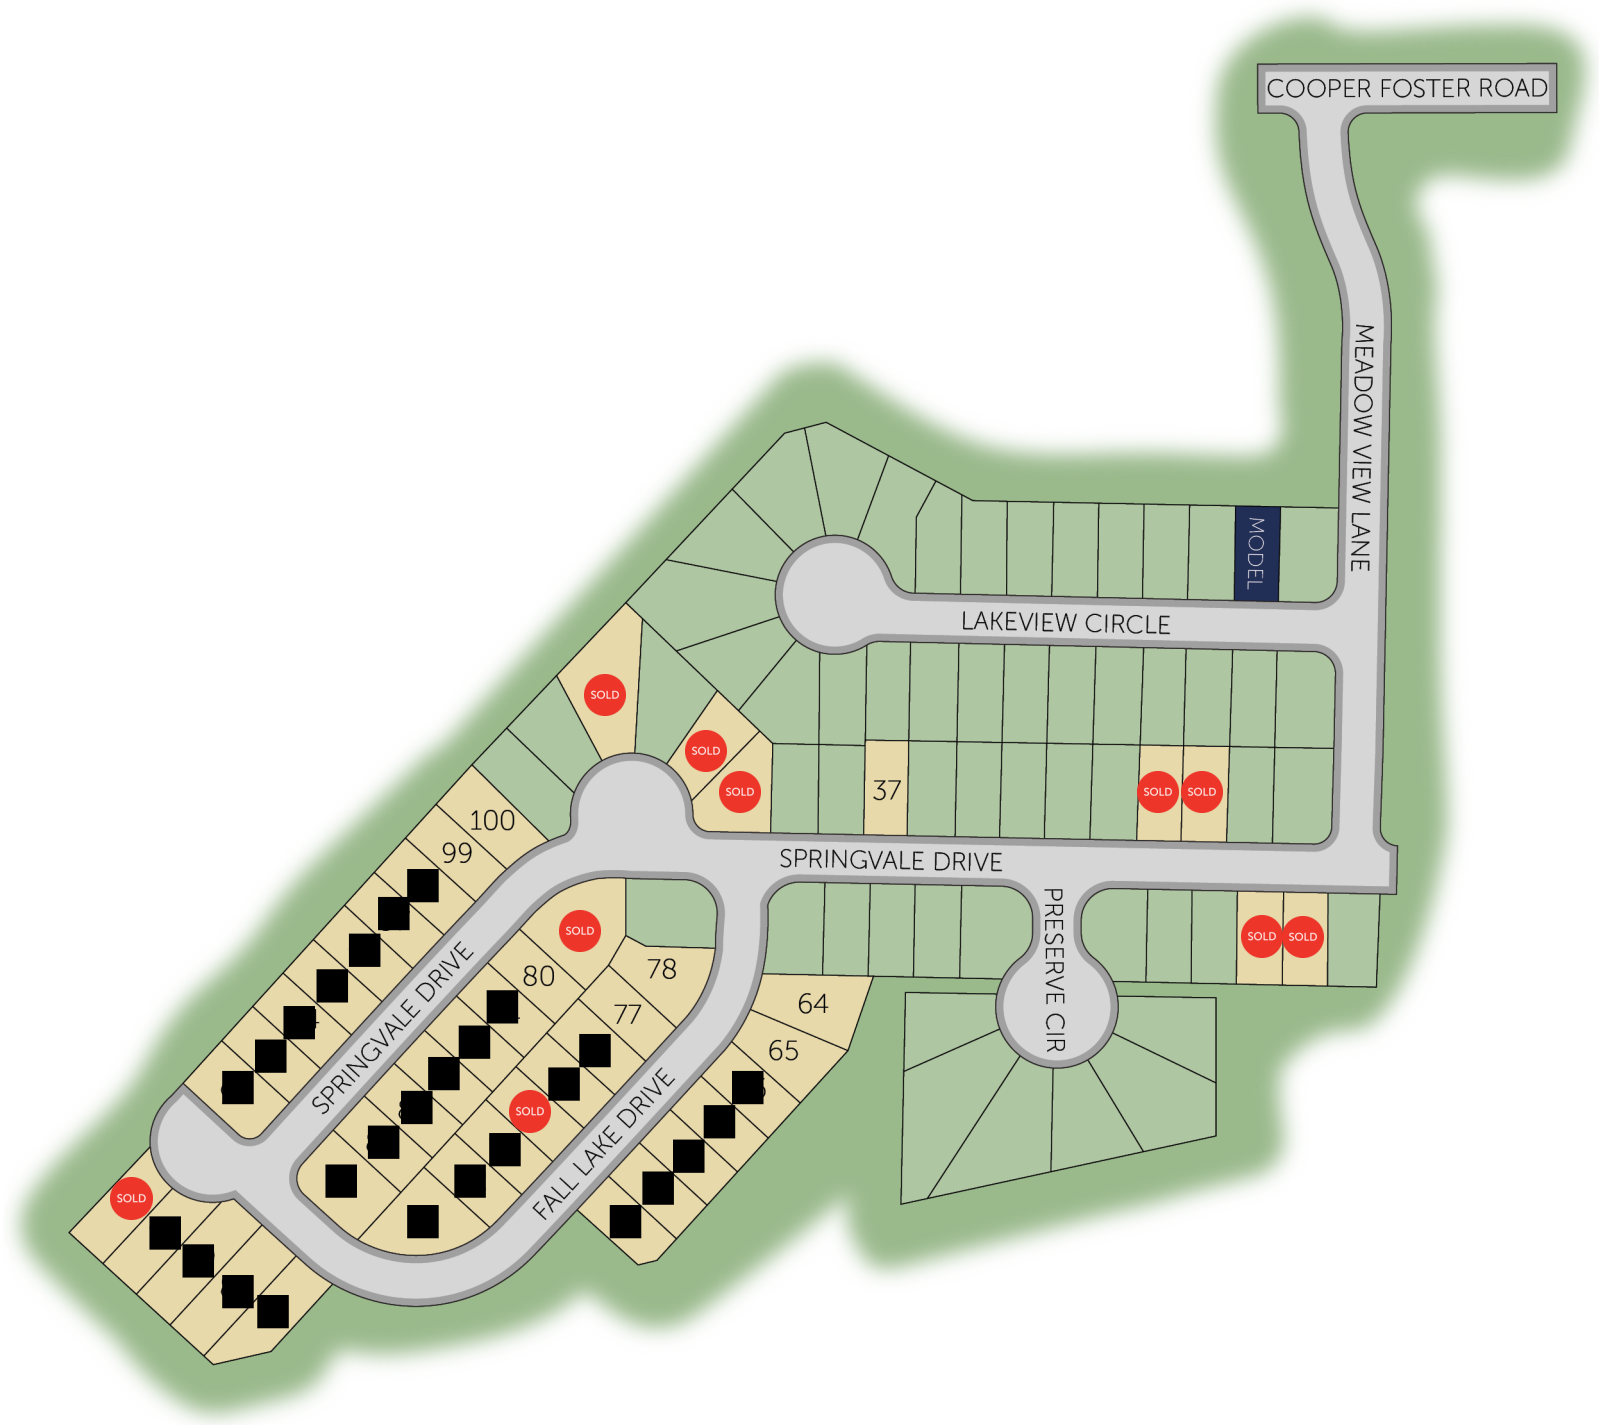 COOPER FOSTER ROAD
MEADOW VIEW LANE
MODEL
LAKEVIEW CIRCLE
SOLD
SOLD
SOLD
37
SOLD
SOLD
100
99
SPRINGVALE DRIVE
PRESERVE CIR
SOLD
SOLD
SOLD
80
78
77
64
65
SPRINGVALE DRIVE
SOLD
FALL LAKE DRIVE
SOLD